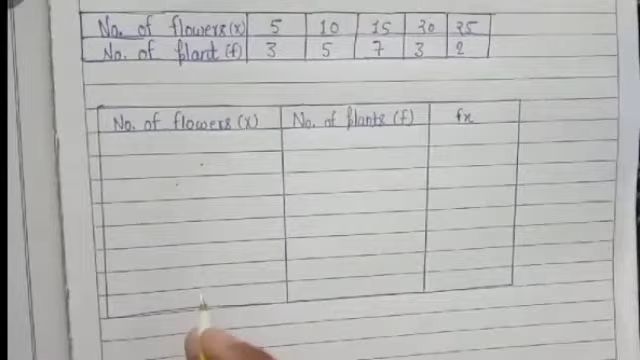 No. of flowers (x) 5 10 15 20 25
No. of plant (f) 3 5 7 3 2
No. of flowers (x) No. of plants (f) fx